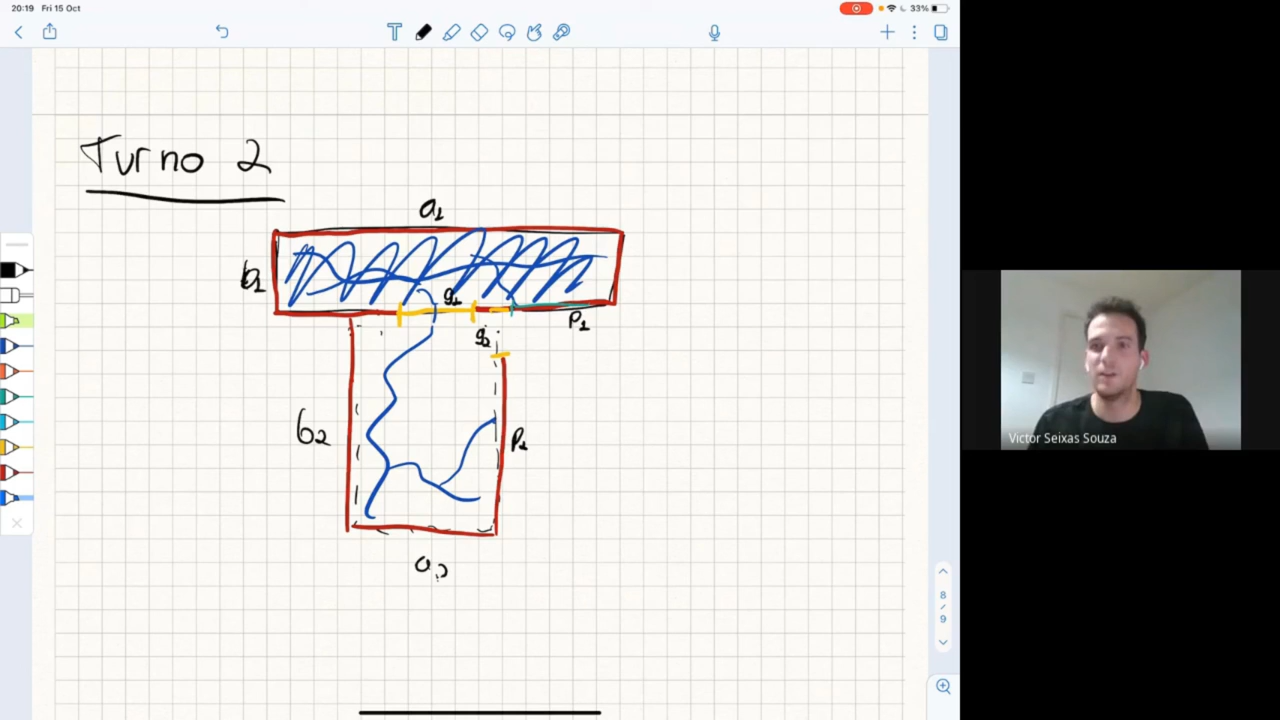 20:19 Fri 15 Oct
33%
Turno 2
a1
b1
g1
p1
g2
b2
p2
a2
8
/
9
Victor Seixas Souza